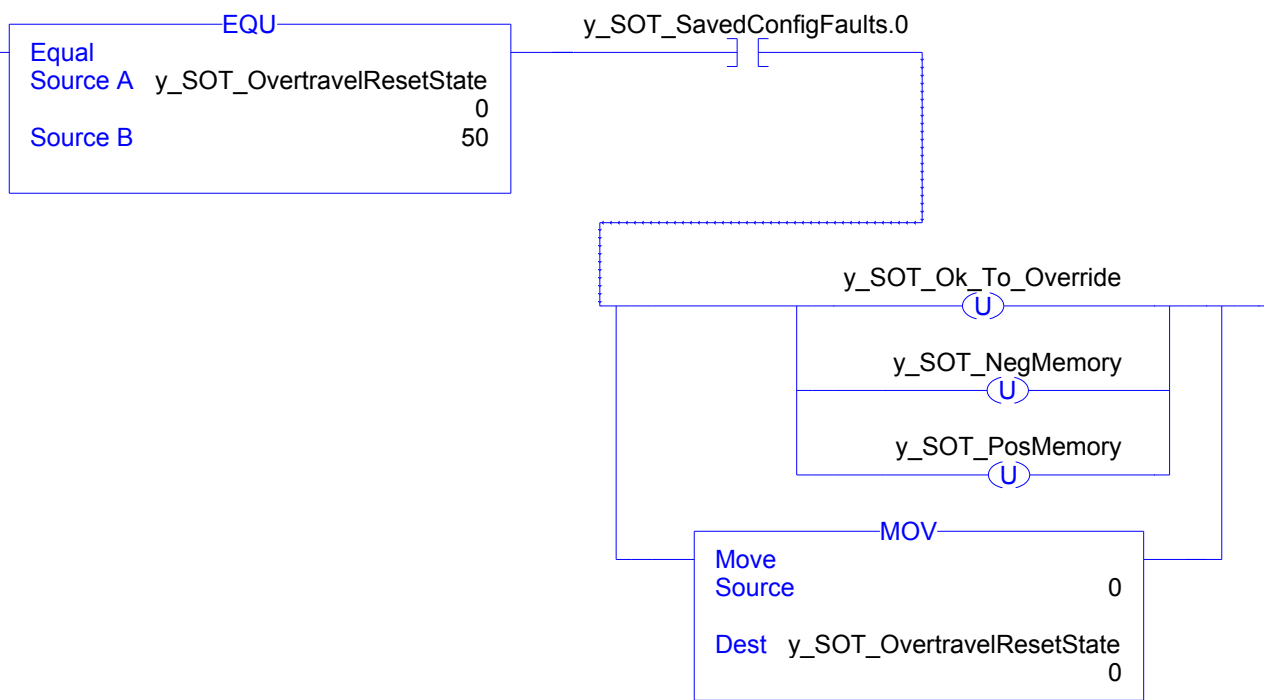 EQU
Equal
Source A y_SOT_OvertravelResetState
0
Source B 50
y_SOT_SavedConfigFaults.0
y_SOT_Ok_To_Override
U
y_SOT_NegMemory
U
y_SOT_PosMemory
U
MOV
Move
Source 0
Dest y_SOT_OvertravelResetState
0